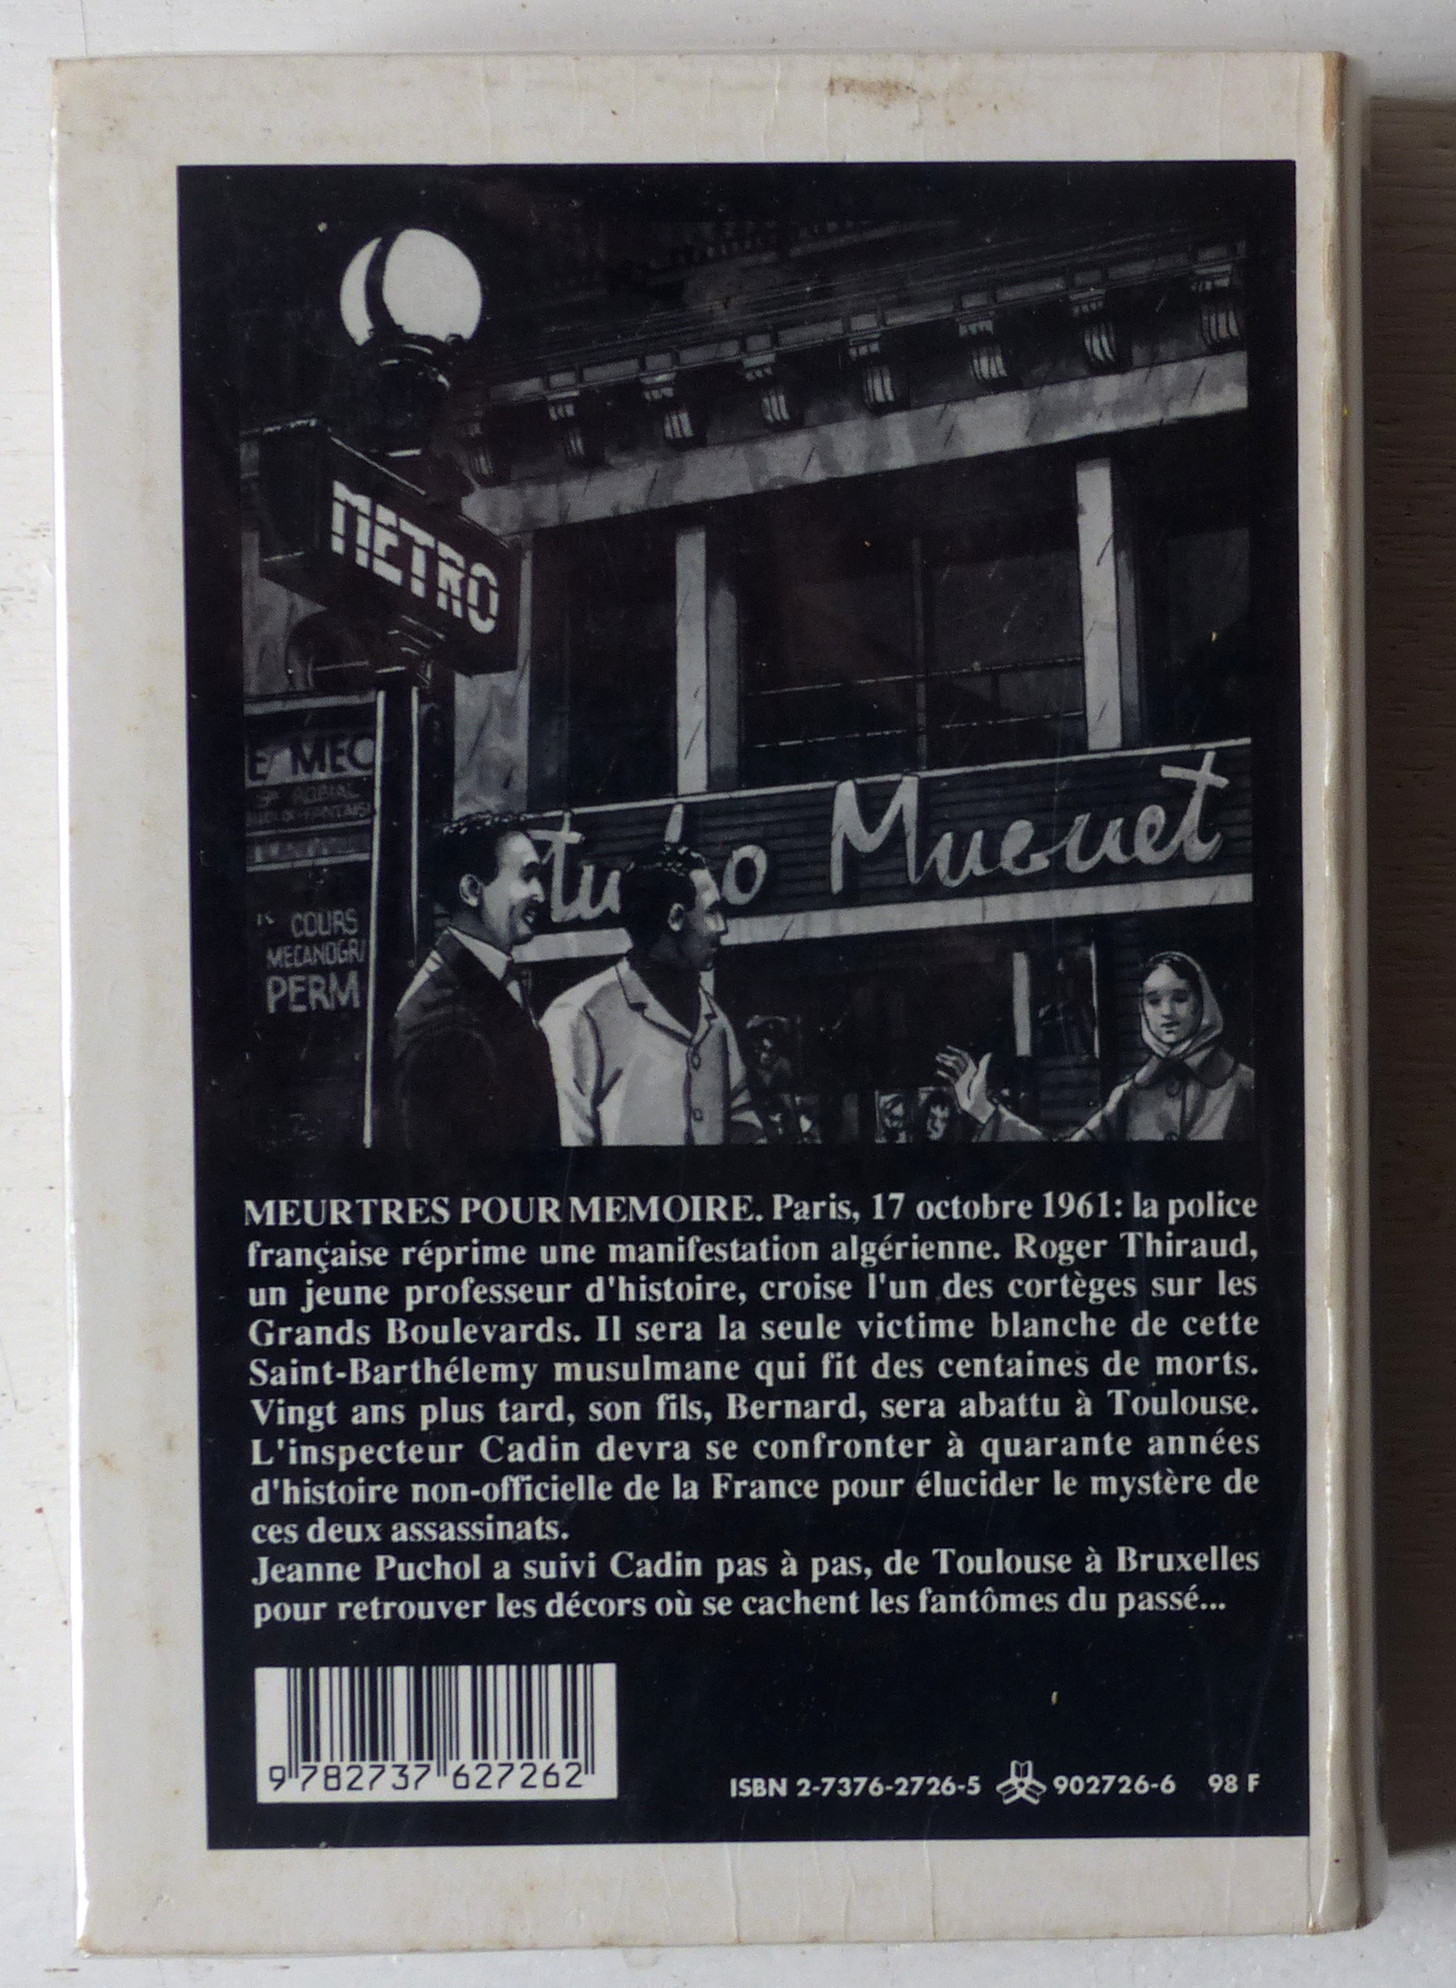 METRO
E MEC
Muguet
COURS
MECANOGR
PERM
MEURTRES POUR MEMOIRE. Paris, 17 octobre 1961: la police
française réprime une manifestation algérienne. Roger Thiraud,
un jeune professeur d'histoire, croise l'un des cortèges sur les
Grands Boulevards. Il sera la seule victime blanche de cette
Saint-Barthélemy musulmane qui fit des centaines de morts.
Vingt ans plus tard, son fils, Bernard, sera abattu à Toulouse.
L'inspecteur Cadin devra se confronter à quarante années
d'histoire non-officielle de la France pour élucider le mystère de
ces deux assassinats.
Jeanne Puchol a suivi Cadin pas à pas, de Toulouse à Bruxelles
pour retrouver les décors où se cachent les fantômes du passé...
9 782737 627262
ISBN 2-7376-2726-5 902726-6 98 F